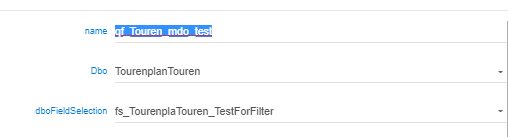 name qf_Touren_mdo_test
Dbo TourenplanTouren
dboFieldSelection fs_TourenplaTouren_TestForFilter